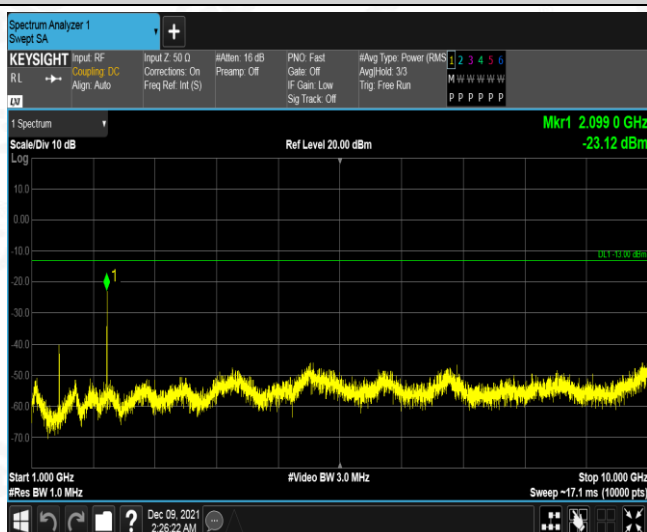 Spectrum Analyzer 1
Swept SA
+
KEYSIGHT
R L
Input: RF
Coupling: DC
Align: Auto
Input Z: 50 Ω
Corrections: On
Freq Ref: Int (S)
#Atten: 16 dB
Preamp: Off
PNO: Fast
Gate: Off
IF Gain: Low
Sig Track: Off
#Avg Type: Power (RMS
Avg|Hold: 3/3
Trig: Free Run
1 2 3 4 5 6
M W W W W W
P P P P P P
1 Spectrum
Scale/Div 10 dB
Ref Level 20.00 dBm
Mkr1 2.099 0 GHz
-23.12 dBm
Log
10.0
0.00
-10.0
DL1 -13.00 dBm
1
-20.0
-30.0
-40.0
-50.0
-60.0
-70.0
Start 1.000 GHz
#Video BW 3.0 MHz
Stop 10.000 GHz
#Res BW 1.0 MHz
Sweep ~17.1 ms (10000 pts)
?
Dec 09, 2021
2:26:22 AM